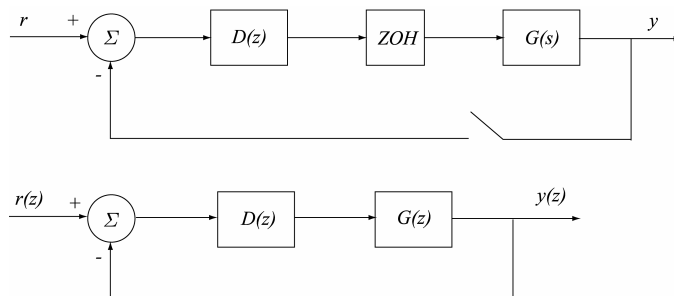 r + Σ D(z) ZOH G(s) y
-
r(z) + Σ D(z) G(z) y(z)
-